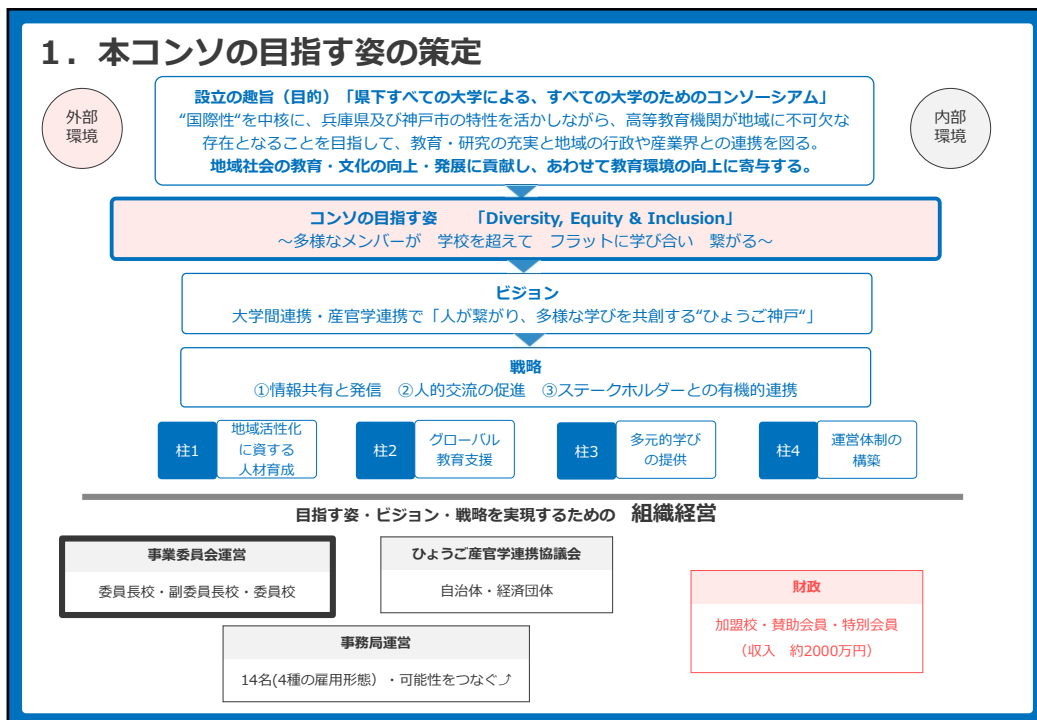 1．本コンソの目指す姿の策定
外部
環境
設立の趣旨（目的）「県下すべての大学による、すべての大学のためのコンソーシアム」
“国際性“を中核に、兵庫県及び神戸市の特性を活かしながら、高等教育機関が地域に不可欠な
存在となることを目指して、教育・研究の充実と地域の行政や産業界との連携を図る。
地域社会の教育・文化の向上・発展に貢献し、あわせて教育環境の向上に寄与する。
内部
環境
コンソの目指す姿　「Diversity, Equity & Inclusion」
～多様なメンバーが　学校を超えて　フラットに学び合い　繋がる～
ビジョン
大学間連携・産官学連携で「人が繋がり、多様な学びを共創する“ひょうご神戸“」
戦略
①情報共有と発信　②人的交流の促進　③ステークホルダーとの有機的連携
柱1
地域活性化
に資する
人材育成
柱2
グローバル
教育支援
柱3
多元的学び
の提供
柱4
運営体制の
構築
目指す姿・ビジョン・戦略を実現するための　組織経営
事業委員会運営
委員長校・副委員長校・委員校
ひょうご産官学連携協議会
自治体・経済団体
財政
加盟校・賛助会員・特別会員
（収入　約2000万円）
事務局運営
14名(4種の雇用形態）・可能性をつなぐ⤴